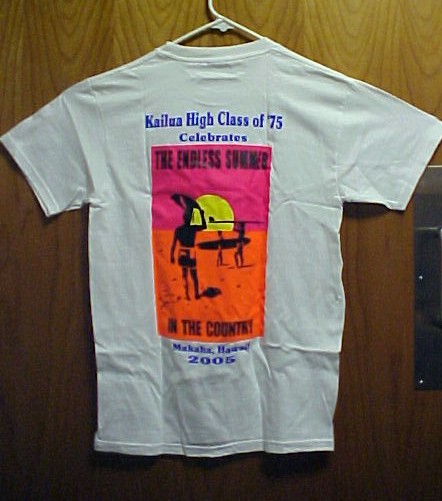 Kailua High Class of '75
Celebrates
THE ENDLESS SUMMER
IN THE COUNTRY
Makaha, Hawaii
2005